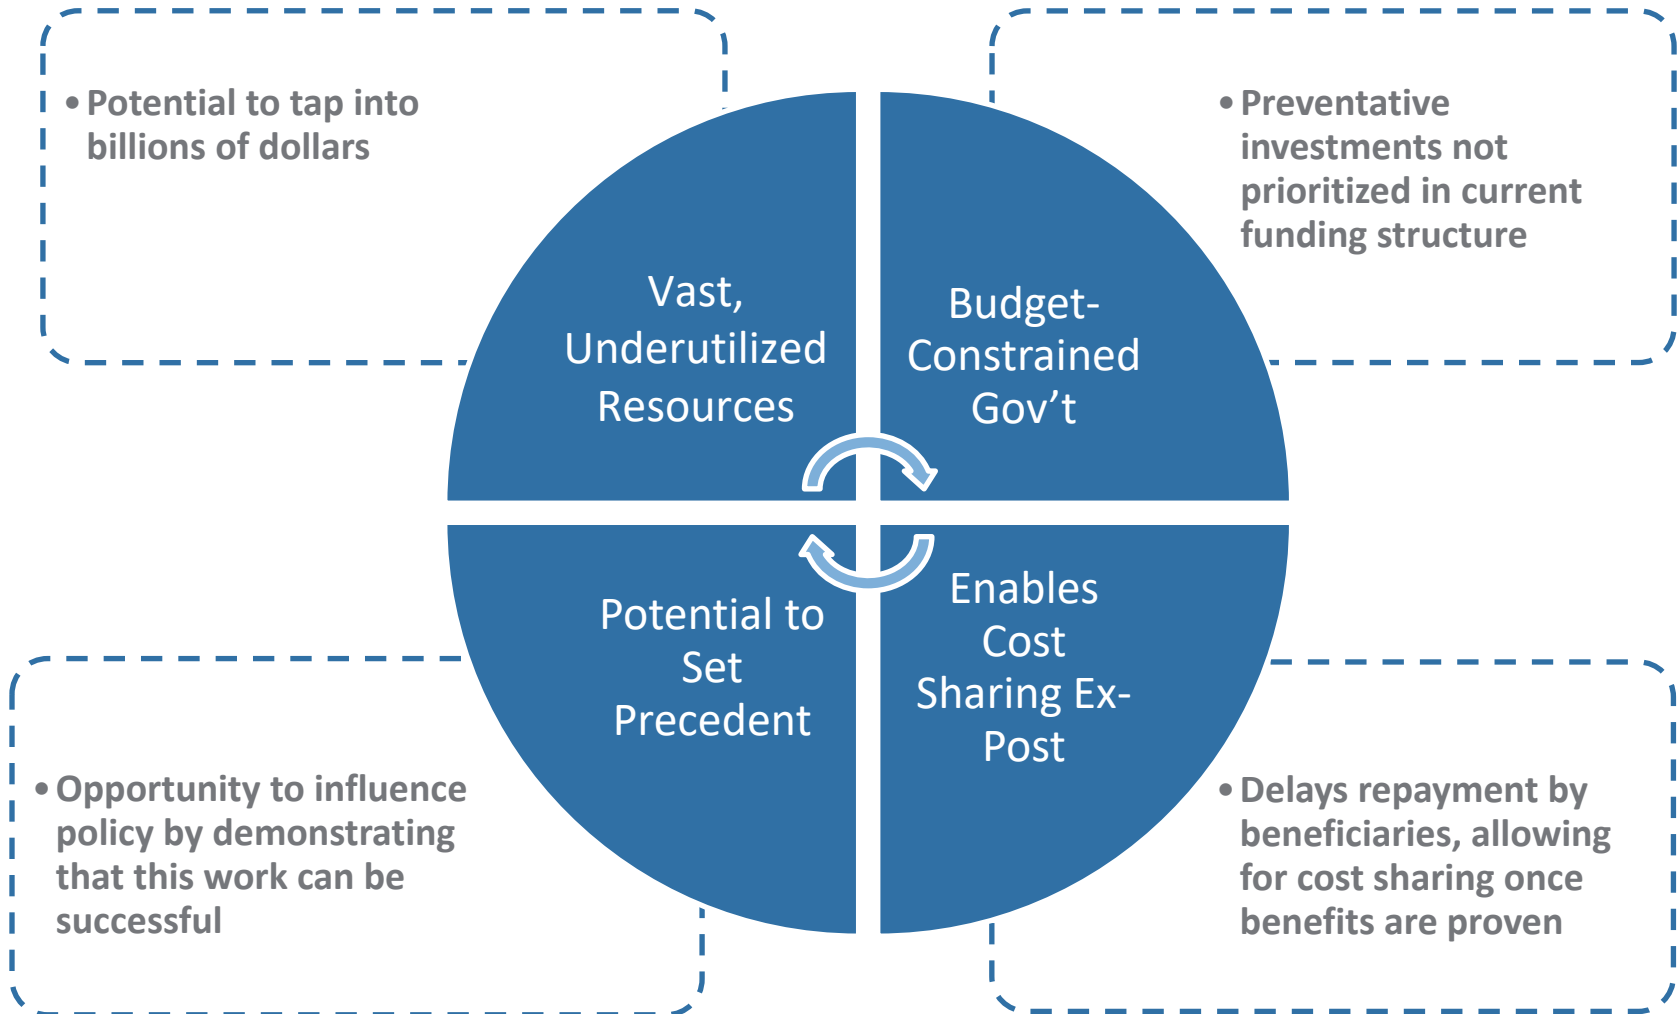 • Potential to tap into
billions of dollars
• Preventative
investments not
prioritized in current
funding structure
Vast,
Underutilized
Resources
Budget-
Constrained
Gov’t
Potential to
Set
Precedent
Enables
Cost
Sharing Ex-
Post
• Opportunity to influence
policy by demonstrating
that this work can be
successful
• Delays repayment by
beneficiaries, allowing
for cost sharing once
benefits are proven